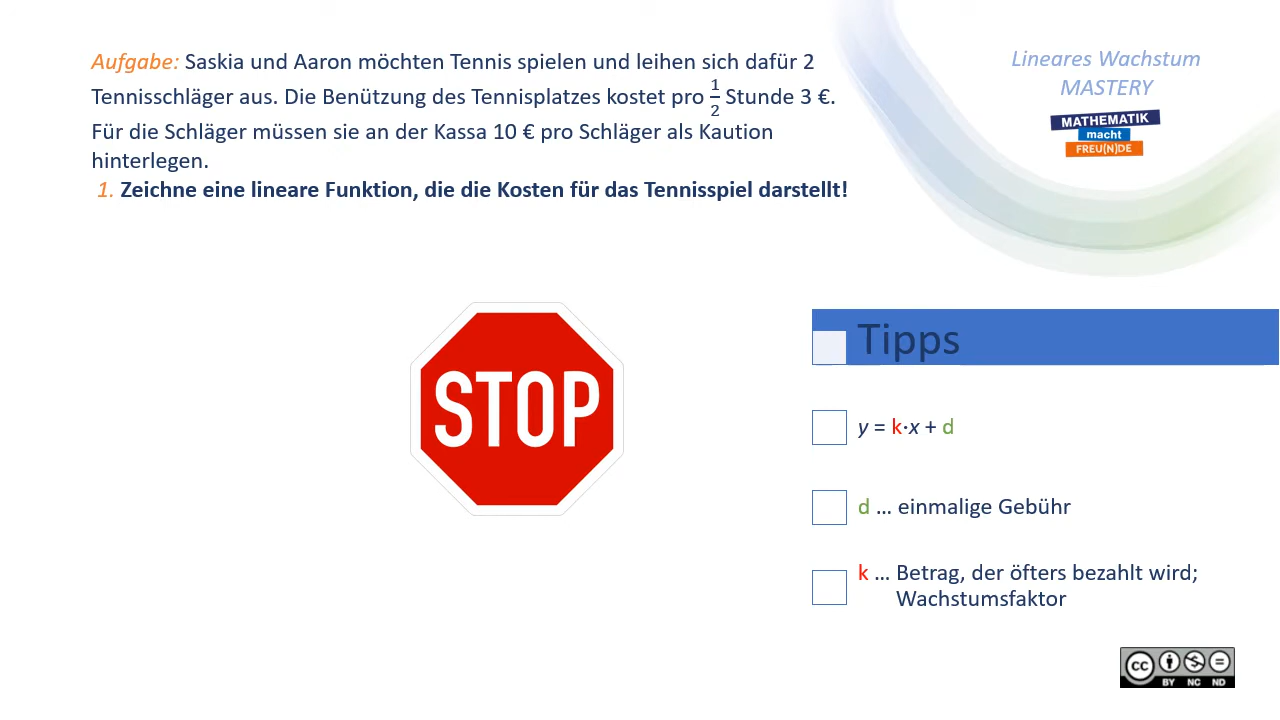 Aufgabe: Saskia und Aaron möchten Tennis spielen und leihen sich dafür 2
Tennisschläger aus. Die Benützung des Tennisplatzes kostet pro 1/2 Stunde 3 €.
Für die Schläger müssen sie an der Kassa 10 € pro Schläger als Kaution
hinterlegen.
1. Zeichne eine lineare Funktion, die die Kosten für das Tennisspiel darstellt!
Lineares Wachstum
MASTERY
MATHEMATIK
macht
FREU(N)DE
STOP
Tipps
y = k·x + d
d ... einmalige Gebühr
k ... Betrag, der öfters bezahlt wird;
Wachstumsfaktor
cc
BY NC ND